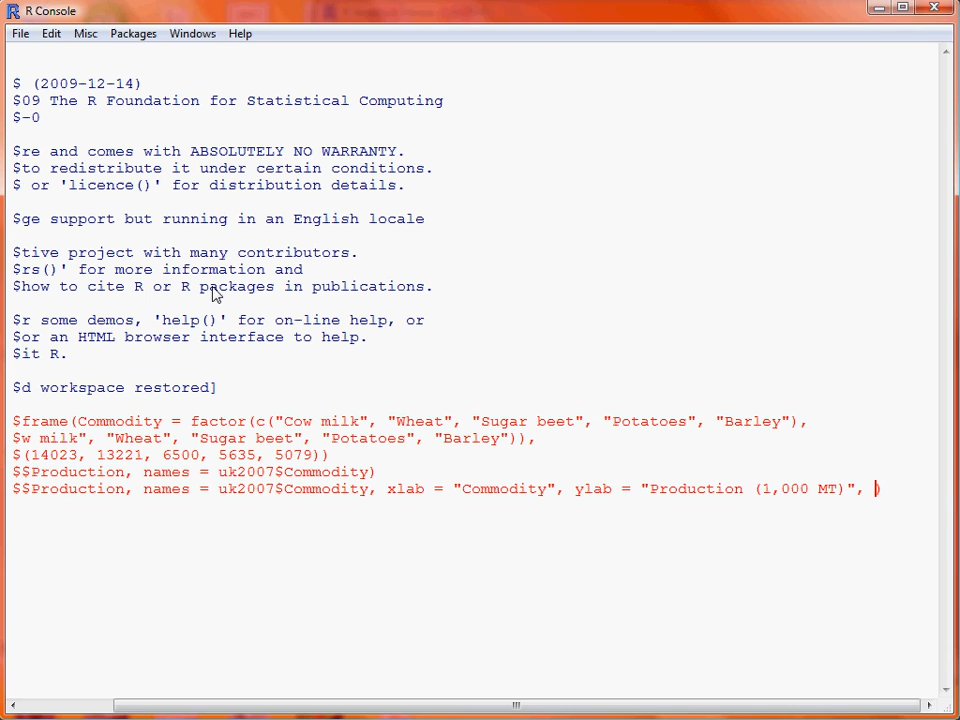 R Console
File Edit Misc Packages Windows Help
$ (2009-12-14)
$09 The R Foundation for Statistical Computing
$-0
$re and comes with ABSOLUTELY NO WARRANTY.
$to redistribute it under certain conditions.
$ or 'licence()' for distribution details.
$ge support but running in an English locale
$tive project with many contributors.
$rs()' for more information and
$how to cite R or R packages in publications.
$r some demos, 'help()' for on-line help, or
$or an HTML browser interface to help.
$it R.
$d workspace restored]
$frame(Commodity = factor(c("Cow milk", "Wheat", "Sugar beet", "Potatoes", "Barley"),
$w milk", "Wheat", "Sugar beet", "Potatoes", "Barley")),
$(14023, 13221, 6500, 5635, 5079))
$$Production, names = uk2007$Commodity)
$$Production, names = uk2007$Commodity, xlab = "Commodity", ylab = "Production (1,000 MT)", )